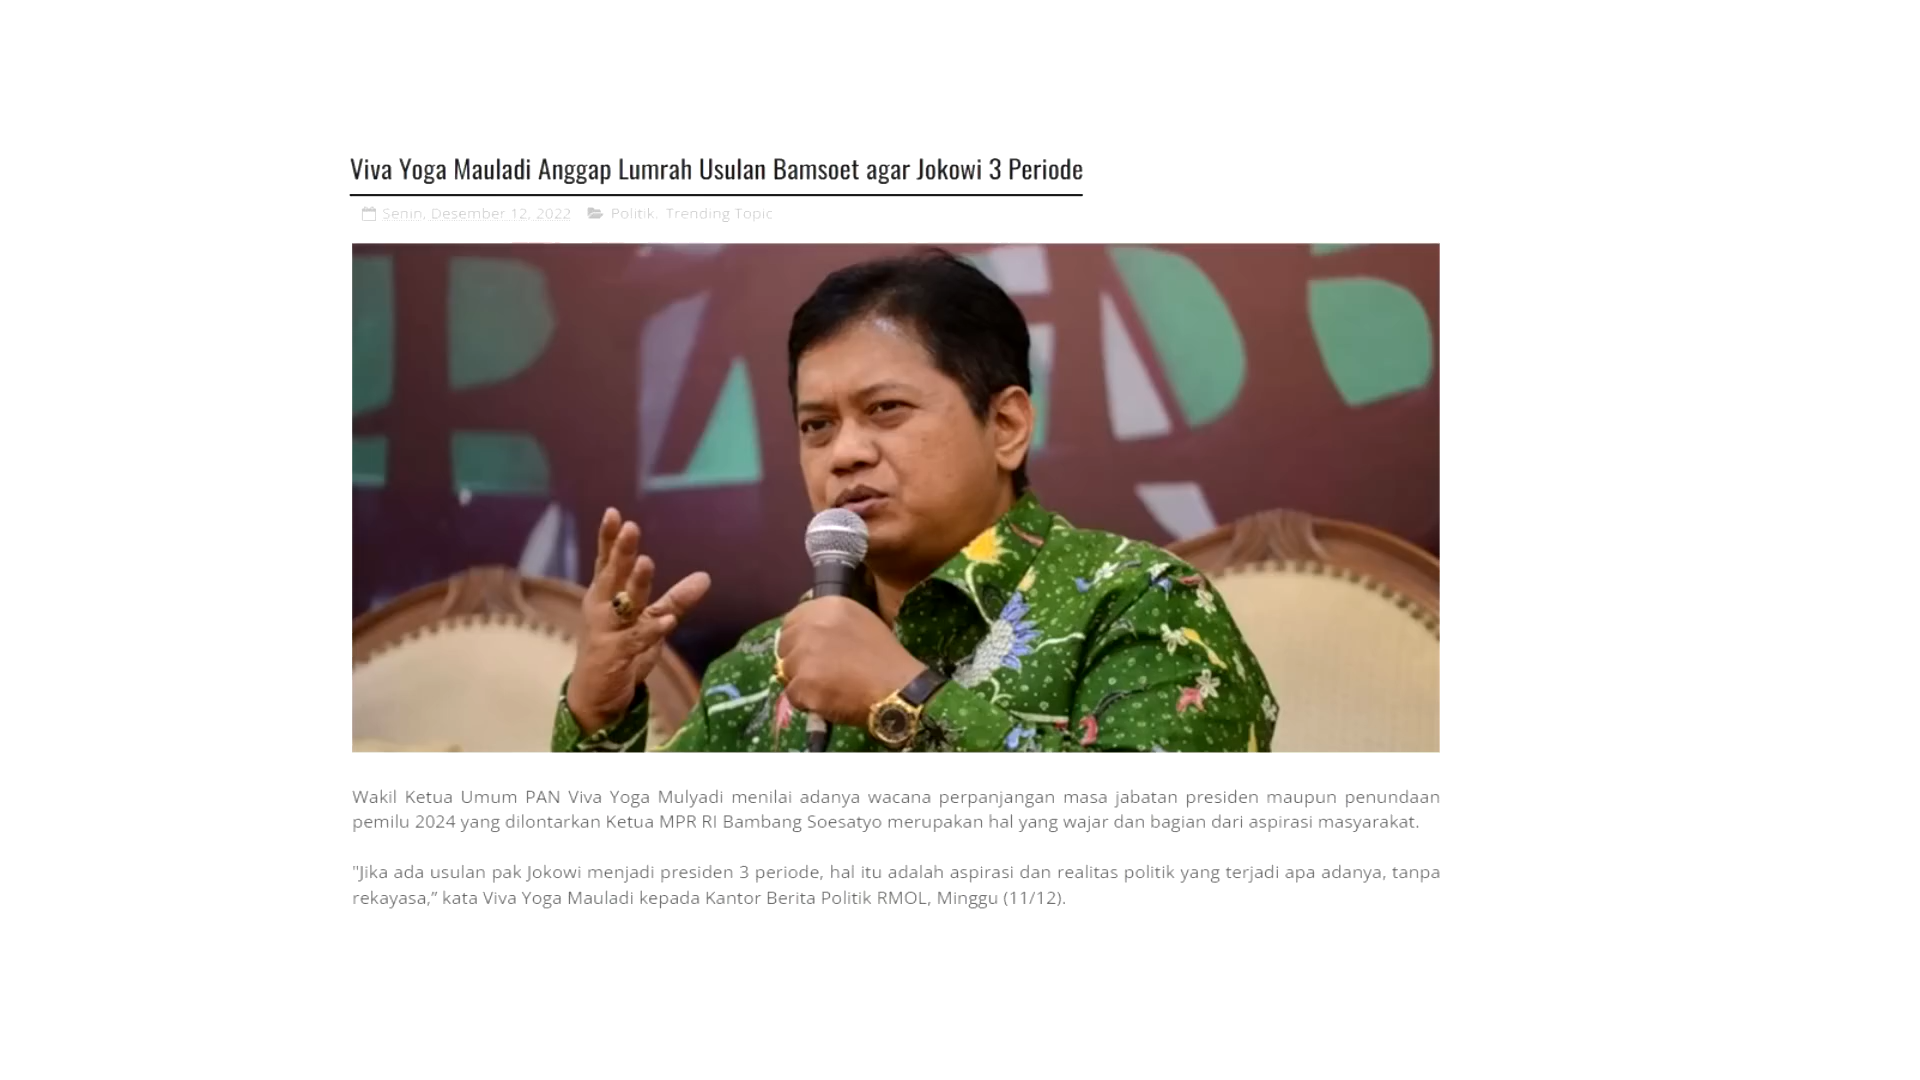 Viva Yoga Mauladi Anggap Lumrah Usulan Bamsoet agar Jokowi 3 Periode
Senin, Desember 12, 2022 Politik, Trending Topic
Wakil Ketua Umum PAN Viva Yoga Mulyadi menilai adanya wacana perpanjangan masa jabatan presiden maupun penundaan
pemilu 2024 yang dilontarkan Ketua MPR RI Bambang Soesatyo merupakan hal yang wajar dan bagian dari aspirasi masyarakat.
"Jika ada usulan pak Jokowi menjadi presiden 3 periode, hal itu adalah aspirasi dan realitas politik yang terjadi apa adanya, tanpa
rekayasa,” kata Viva Yoga Mauladi kepada Kantor Berita Politik RMOL, Minggu (11/12).